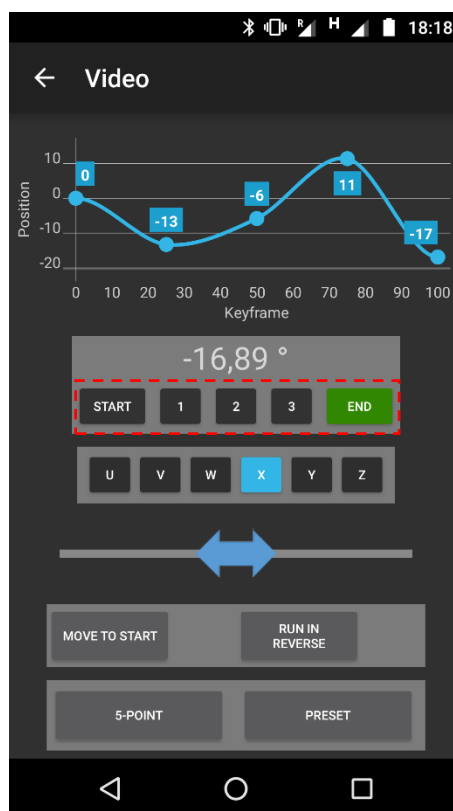 R H 18:18
Video
10
0
-10
-20
Position
0
-13
-6
11
-17
0 10 20 30 40 50 60 70 80 90 100
Keyframe
-16,89 °
START 1 2 3 END
U V W X Y Z
MOVE TO START
RUN IN
REVERSE
5-POINT PRESET